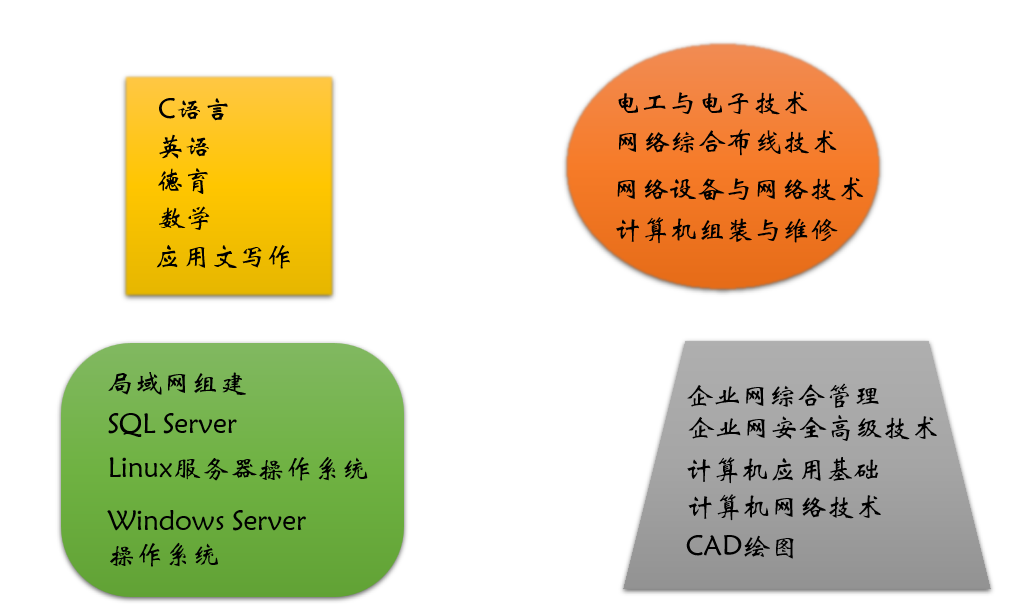 C语言
英语
德育
数学
应用文写作
电工与电子技术
网络综合布线技术
网络设备与网络技术
计算机组装与维修
局域网组建
SQL Server
Linux服务器操作系统
Windows Server
操作系统
企业网综合管理
企业网安全高级技术
计算机应用基础
计算机网络技术
CAD绘图